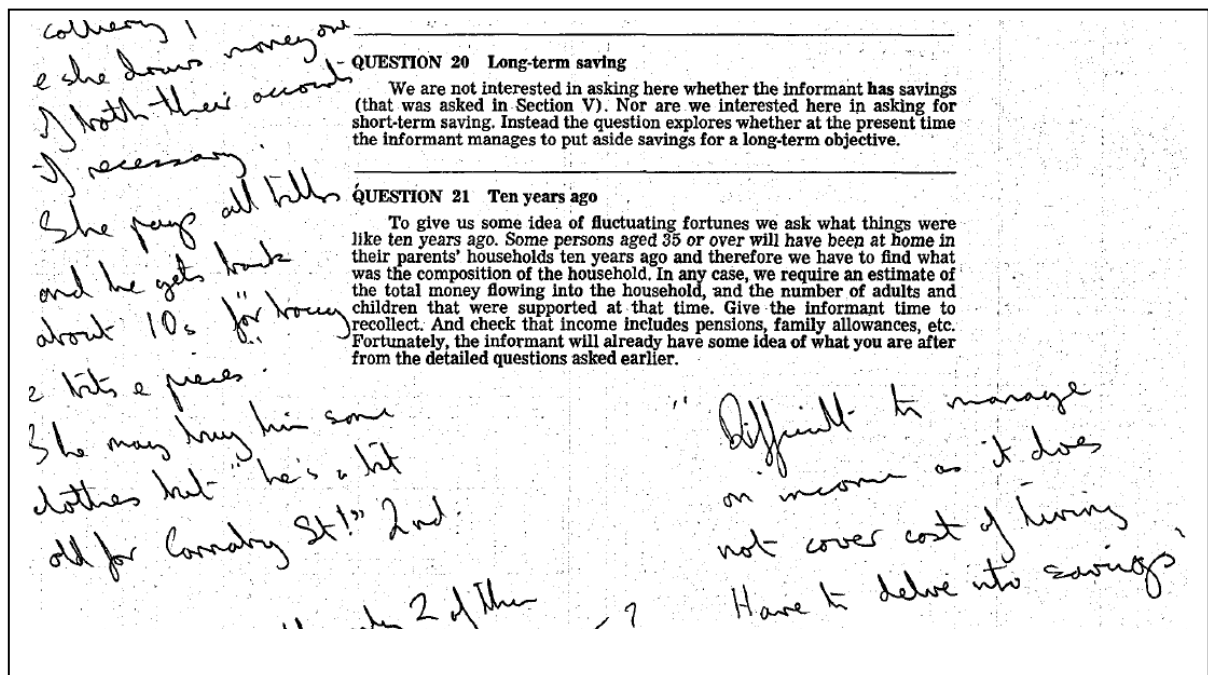 e she draws money out
of both their accounts
if necessary.
She pays all bills
and he gets back
about 10s for
& bits & pieces.
She may buy him some
clothes but "he's a bit
old for Carnaby St!" 2nd.
2 of them
QUESTION 20 Long-term saving
We are not interested in asking here whether the informant has savings
(that was asked in Section V). Nor are we interested here in asking for
short-term saving. Instead the question explores whether at the present time
the informant manages to put aside savings for a long-term objective.
QUESTION 21 Ten years ago
To give us some idea of fluctuating fortunes we ask what things were
like ten years ago. Some persons aged 35 or over will have been at home in
their parents' households ten years ago and therefore we have to find what
was the composition of the household. In any case, we require an estimate of
the total money flowing into the household, and the number of adults and
children that were supported at that time. Give the informant time to
recollect. And check that income includes pensions, family allowances, etc.
Fortunately, the informant will already have some idea of what you are after
from the detailed questions asked earlier.
"Difficult to manage
on income as it does
not cover cost of living
Have to delve into savings'